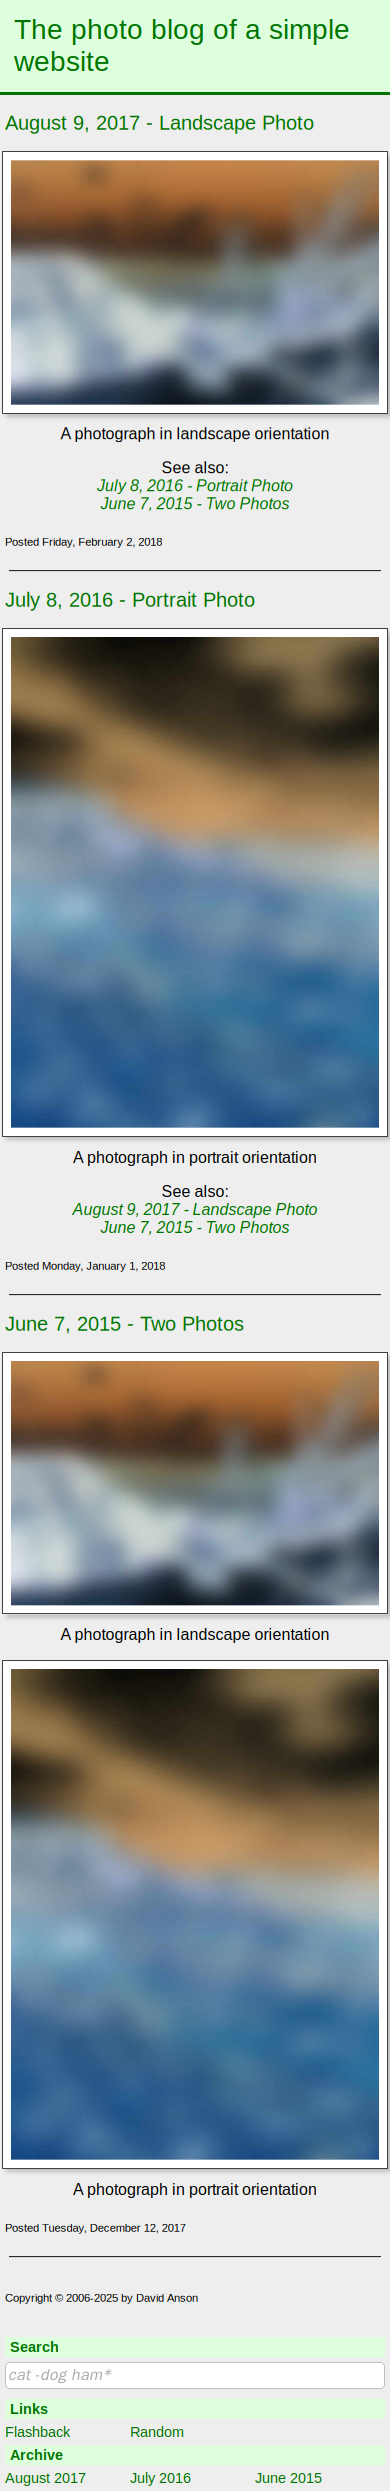 The photo blog of a simple
website
August 9, 2017 - Landscape Photo
A photograph in landscape orientation
See also:
July 8, 2016 - Portrait Photo
June 7, 2015 - Two Photos
Posted Friday, February 2, 2018
July 8, 2016 - Portrait Photo
A photograph in portrait orientation
See also:
August 9, 2017 - Landscape Photo
June 7, 2015 - Two Photos
Posted Monday, January 1, 2018
June 7, 2015 - Two Photos
A photograph in landscape orientation
A photograph in portrait orientation
Posted Tuesday, December 12, 2017
Copyright © 2006-2025 by David Anson
Search
cat -dog ham*
Links
Flashback Random
Archive
August 2017 July 2016 June 2015